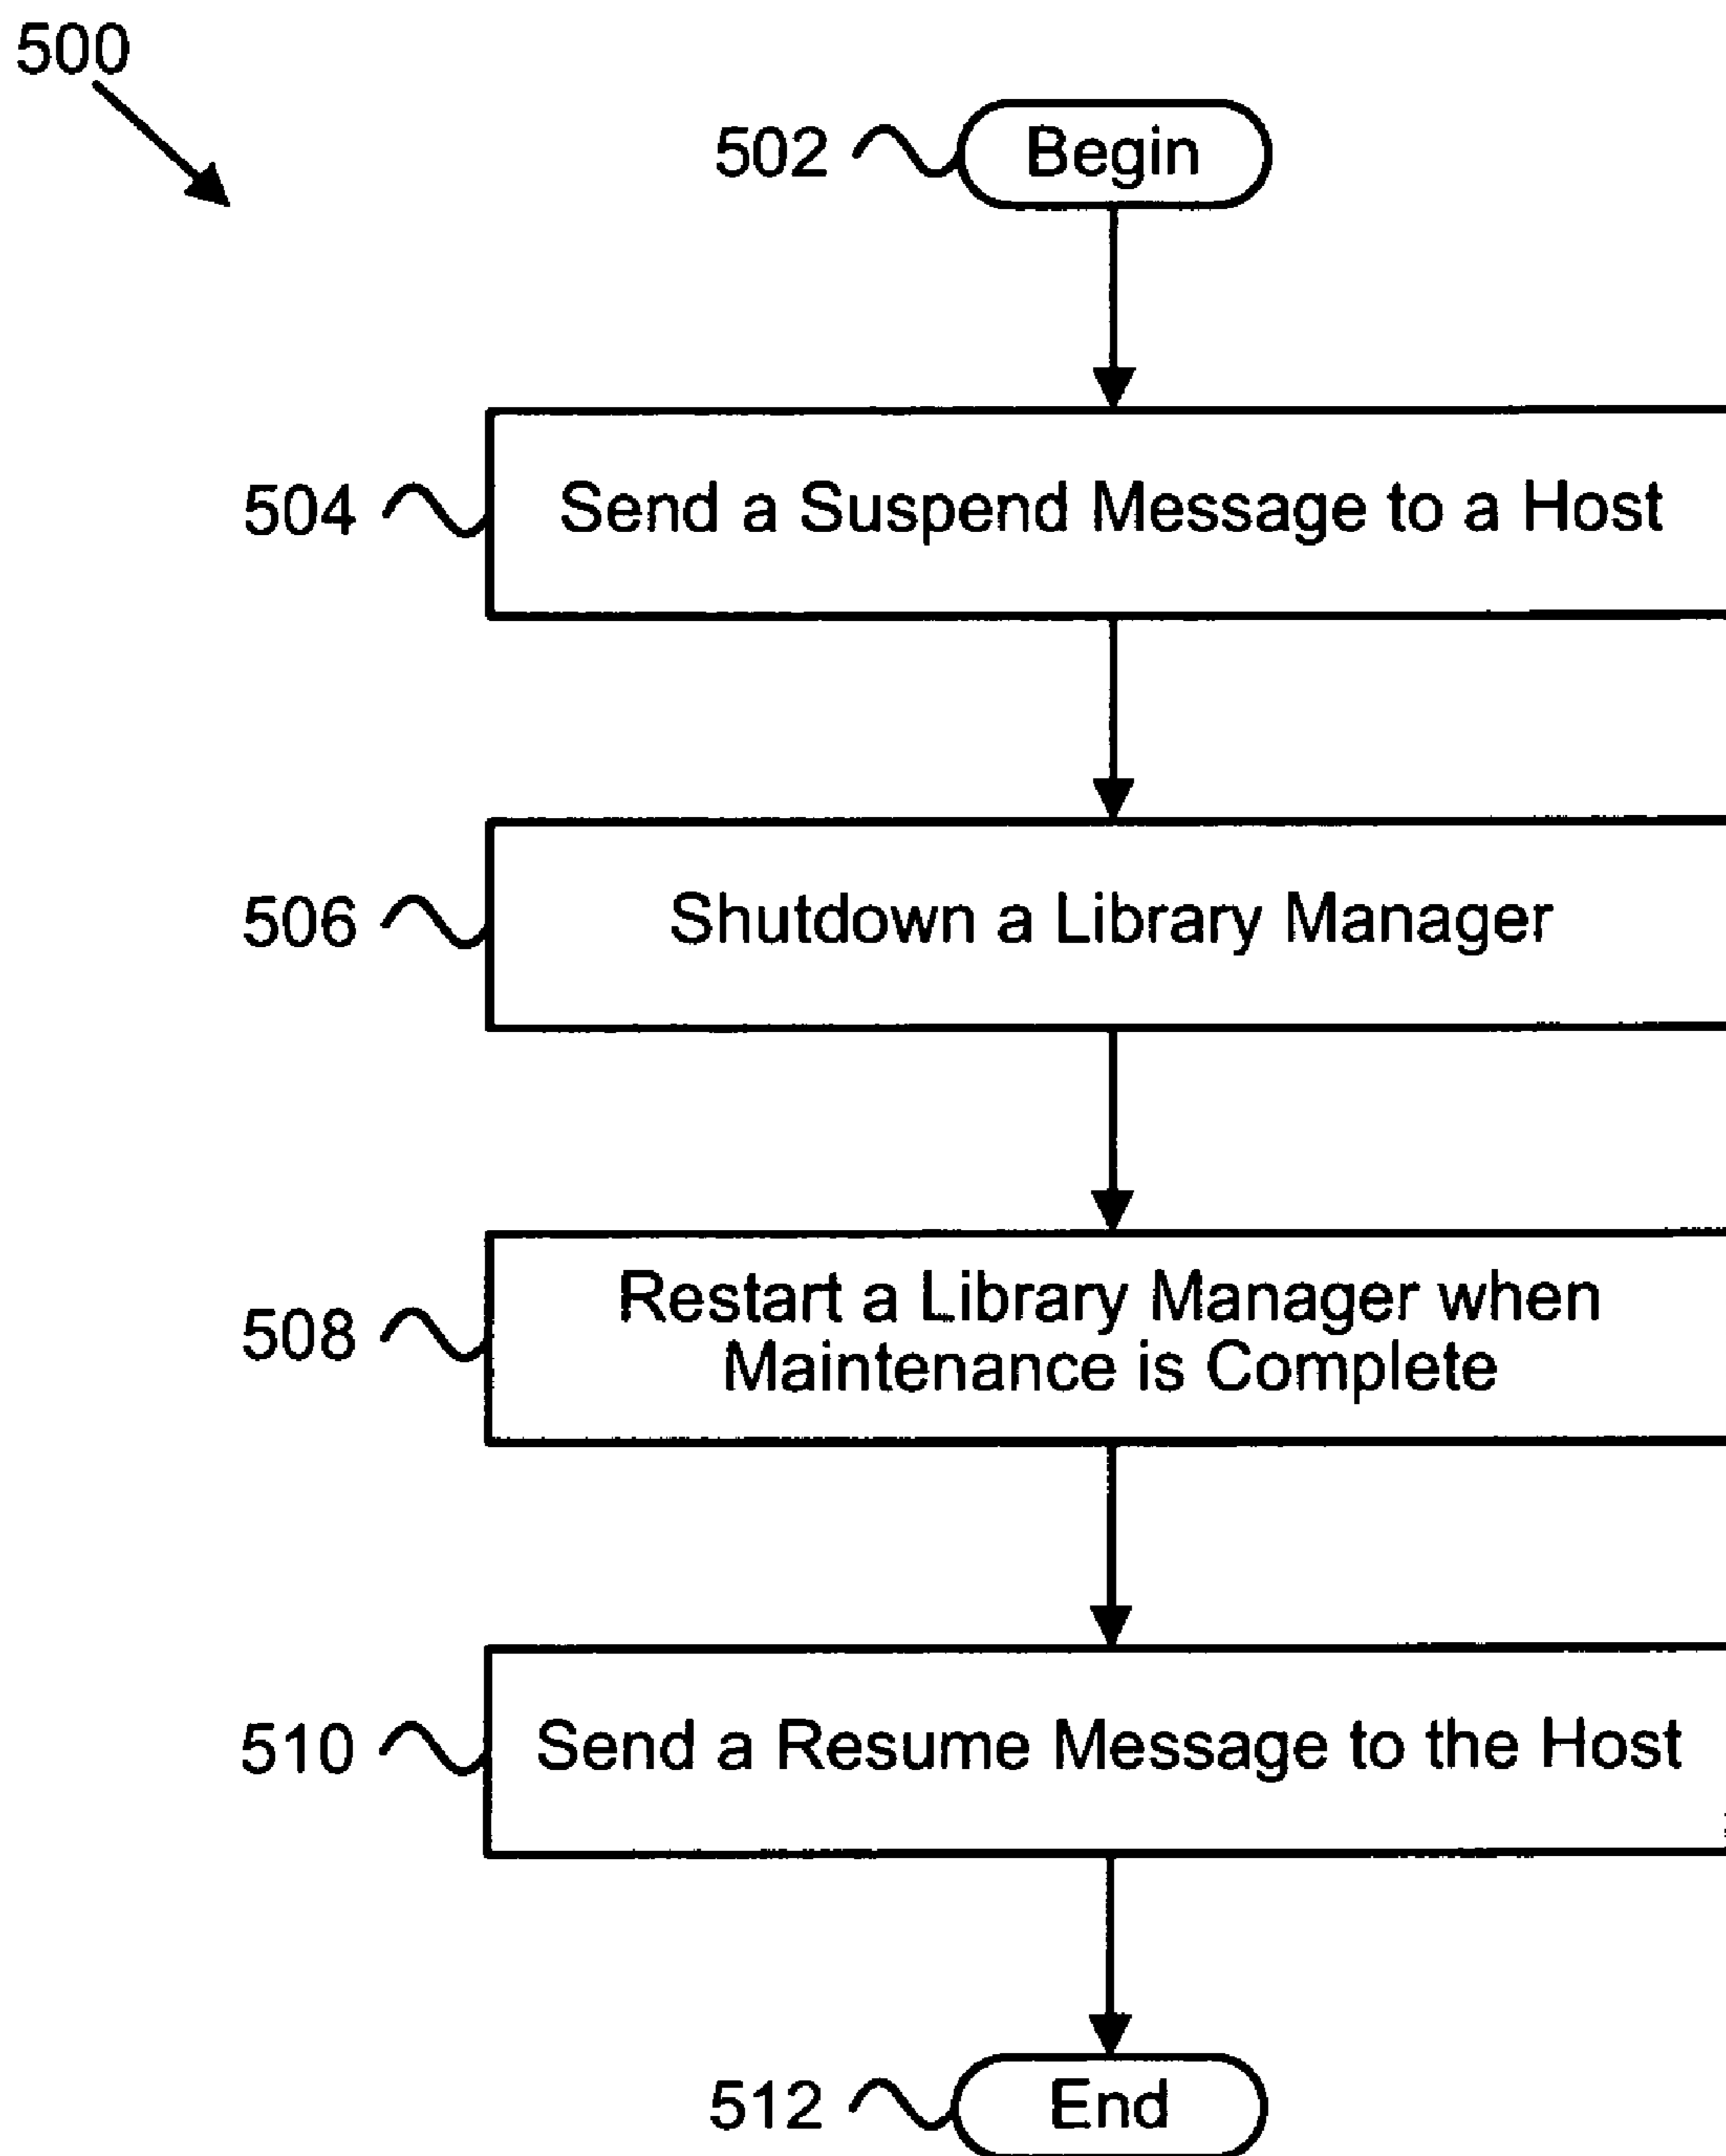 500
502 Begin
504 Send a Suspend Message to a Host
506 Shutdown a Library Manager
508 Restart a Library Manager when
Maintenance is Complete
510 Send a Resume Message to the Host
512 End